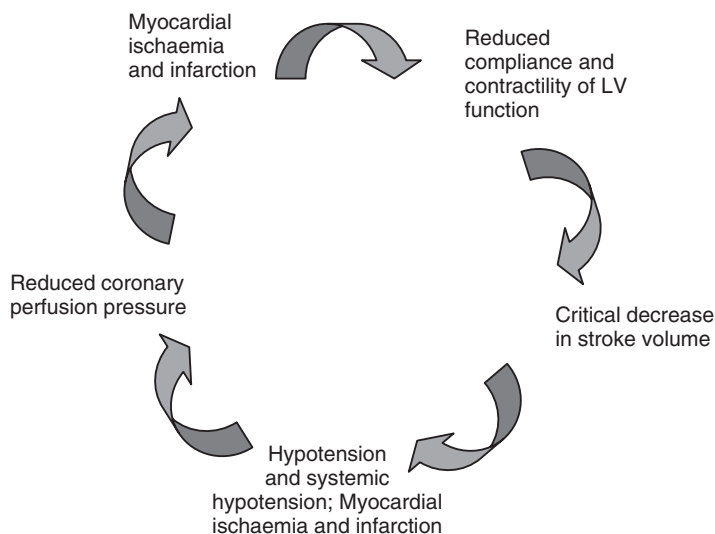 Myocardial
ischaemia
and infarction
Reduced
compliance and
contractility of LV
function
Critical decrease
in stroke volume
Hypotension
and systemic
hypotension; Myocardial
ischaemia and infarction
Reduced coronary
perfusion pressure